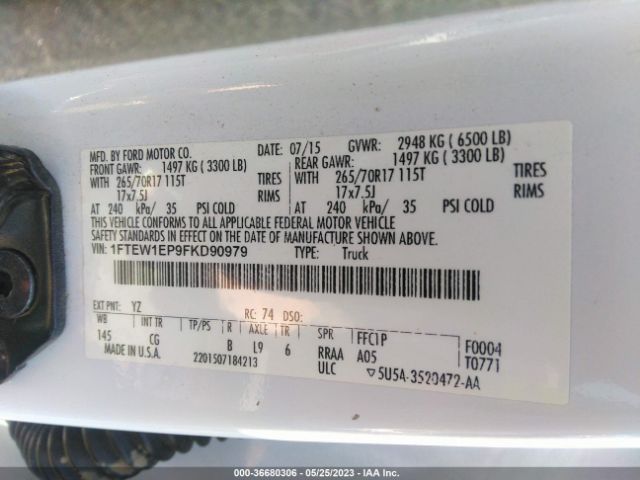 MFD. BY FORD MOTOR CO. DATE: 07/15 GVWR: 2948 KG ( 6500 LB)
FRONT GAWR: 1497 KG ( 3300 LB) REAR GAWR: 1497 KG ( 3300 LB)
WITH 265/70R17 115T TIRES WITH 265/70R17 115T TIRES
17x7.5J RIMS 17x7.5J RIMS
AT 240 kPa/ 35 PSI COLD AT 240 kPa/ 35 PSI COLD
THIS VEHICLE CONFORMS TO ALL APPLICABLE FEDERAL MOTOR VEHICLE
SAFETY AND THEFT PREVENTION STANDARDS IN EFFECT ON THE DATE OF
MANUFACTURE SHOWN ABOVE.
VIN: 1FTEW1EP9FKD90979 TYPE: Truck
EXT PNT: YZ RC: 74 DSO:
WB INT TR TP/PS R AXLE TR SPR FFC1P F0004
145 CG B L9 6 RRAA A05 T0771
MADE IN U.S.A. 2201507184213 ULC ▽5U5A-3520472-AA
000-36680306 - 05/25/2023 - IAA Inc.